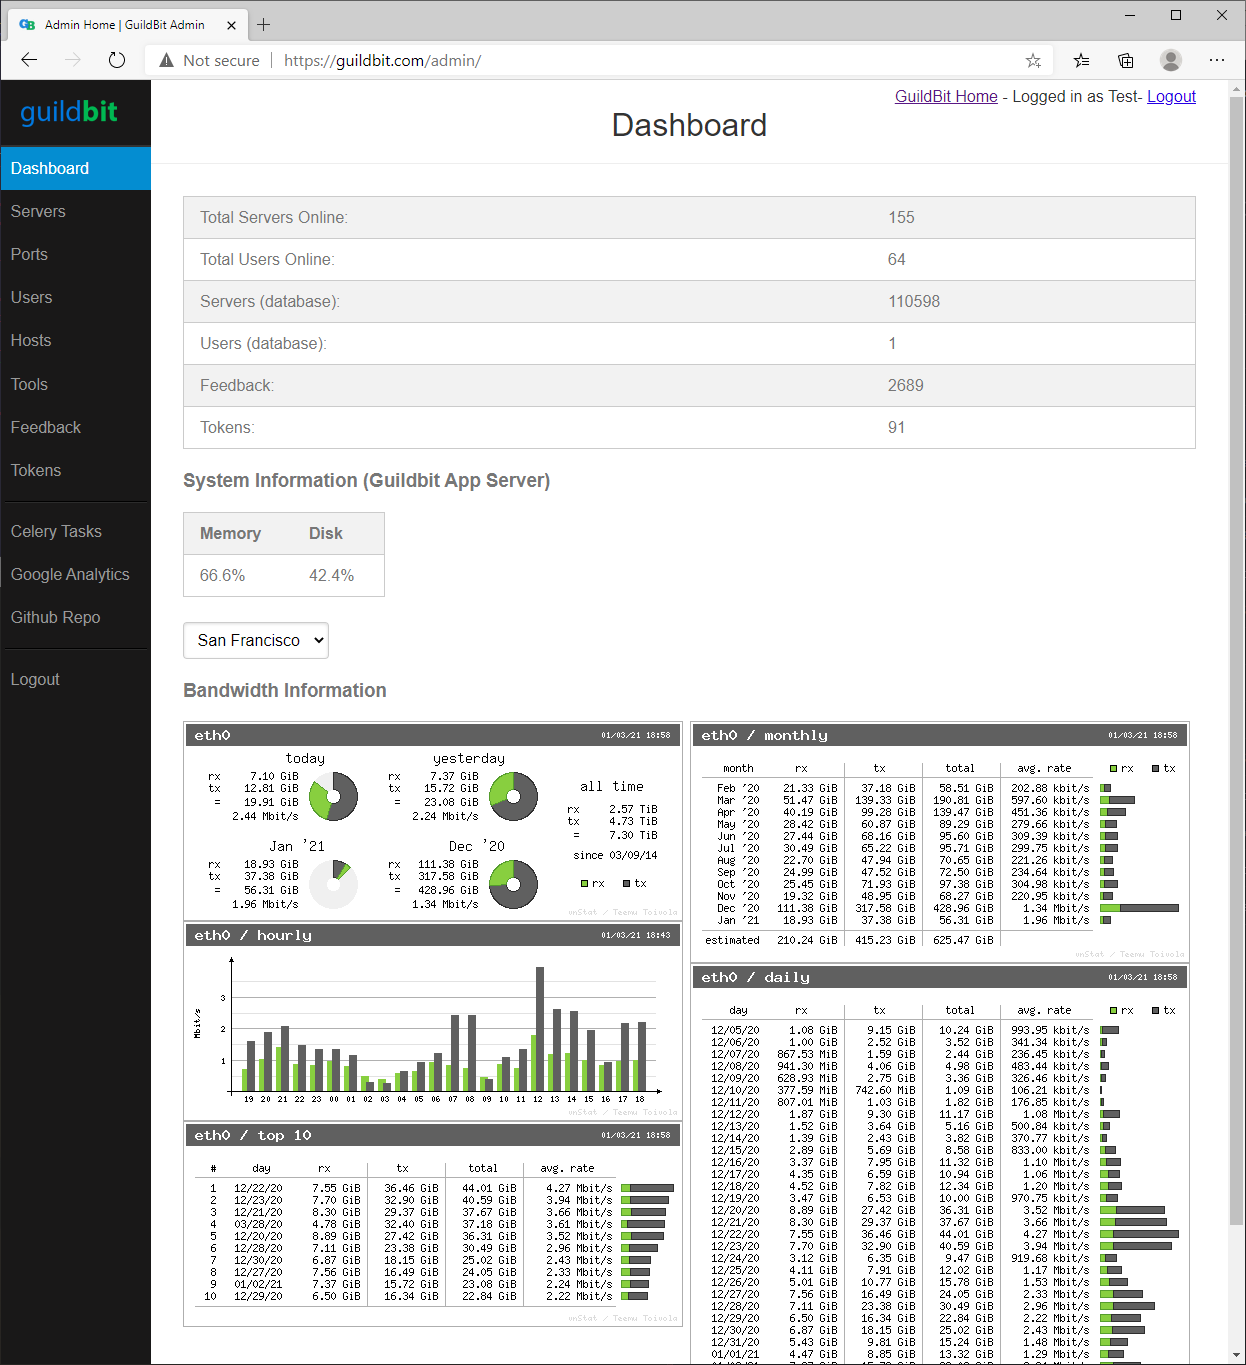 Admin Home | GuildBit Admin
Not secure | https://guildbit.com/admin/
guildbit
GuildBit Home - Logged in as Test- Logout
Dashboard
Dashboard
Servers
Ports
Users
Hosts
Tools
Feedback
Tokens
Celery Tasks
Google Analytics
Github Repo
Logout
Total Servers Online: 155
Total Users Online: 64
Servers (database): 110598
Users (database): 1
Feedback: 2689
Tokens: 91
System Information (Guildbit App Server)
Memory Disk
66.6% 42.4%
San Francisco
Bandwidth Information
eth0 01/03/21 18:58
today
rx 7.10 GiB
tx 12.81 GiB
= 19.91 GiB
2.44 Mbit/s
yesterday
rx 7.37 GiB
tx 15.72 GiB
= 23.08 GiB
2.24 Mbit/s
Jan '21
rx 18.93 GiB
tx 37.38 GiB
= 56.31 GiB
1.96 Mbit/s
Dec '20
rx 111.38 GiB
tx 317.58 GiB
= 428.96 GiB
1.34 Mbit/s
all time
rx 2.57 TiB
tx 4.73 TiB
= 7.30 TiB
since 03/09/14
rx tx
vnStat / Teemu Toivola
eth0 / hourly 01/03/21 18:43
Mbit/s
3
2
1
19 20 21 22 23 00 01 02 03 04 05 06 07 08 09 10 11 12 13 14 15 16 17 18
vnStat / Teemu Toivola
eth0 / top 10 01/03/21 18:58
# day rx tx total avg. rate
1 12/22/20 7.55 GiB 36.46 GiB 44.01 GiB 4.27 Mbit/s
2 12/23/20 7.70 GiB 32.90 GiB 40.59 GiB 3.94 Mbit/s
3 12/21/20 8.30 GiB 29.37 GiB 37.67 GiB 3.66 Mbit/s
4 03/28/20 4.78 GiB 32.40 GiB 37.18 GiB 3.61 Mbit/s
5 12/20/20 8.89 GiB 27.42 GiB 36.31 GiB 3.52 Mbit/s
6 12/28/20 7.11 GiB 23.38 GiB 30.49 GiB 2.96 Mbit/s
7 12/30/20 6.87 GiB 18.15 GiB 25.02 GiB 2.43 Mbit/s
8 12/27/20 7.56 GiB 16.49 GiB 24.05 GiB 2.33 Mbit/s
9 01/02/21 7.37 GiB 15.72 GiB 23.08 GiB 2.24 Mbit/s
10 12/29/20 6.50 GiB 16.34 GiB 22.84 GiB 2.22 Mbit/s
vnStat / Teemu Toivola
eth0 / monthly 01/03/21 18:58
month rx tx total avg. rate rx tx
Feb '20 21.33 GiB 37.18 GiB 58.51 GiB 202.88 kbit/s
Mar '20 51.47 GiB 139.33 GiB 190.81 GiB 597.60 kbit/s
Apr '20 40.19 GiB 99.28 GiB 139.47 GiB 451.36 kbit/s
May '20 28.42 GiB 60.87 GiB 89.29 GiB 279.66 kbit/s
Jun '20 27.44 GiB 68.16 GiB 95.60 GiB 309.39 kbit/s
Jul '20 30.49 GiB 65.22 GiB 95.71 GiB 299.75 kbit/s
Aug '20 22.70 GiB 47.94 GiB 70.65 GiB 221.26 kbit/s
Sep '20 24.99 GiB 47.52 GiB 72.50 GiB 234.64 kbit/s
Oct '20 25.45 GiB 71.93 GiB 97.38 GiB 304.98 kbit/s
Nov '20 19.32 GiB 48.95 GiB 68.27 GiB 220.95 kbit/s
Dec '20 111.38 GiB 317.58 GiB 428.96 GiB 1.34 Mbit/s
Jan '21 18.93 GiB 37.38 GiB 56.31 GiB 1.96 Mbit/s
estimated 210.24 GiB 415.23 GiB 625.47 GiB
vnStat / Teemu Toivola
eth0 / daily 01/03/21 18:58
day rx tx total avg. rate rx tx
12/05/20 1.08 GiB 9.15 GiB 10.24 GiB 993.95 kbit/s
12/06/20 1.00 GiB 2.52 GiB 3.52 GiB 341.34 kbit/s
12/07/20 867.53 MiB 1.59 GiB 2.44 GiB 236.45 kbit/s
12/08/20 941.30 MiB 4.06 GiB 4.98 GiB 483.44 kbit/s
12/09/20 628.93 MiB 2.75 GiB 3.36 GiB 326.46 kbit/s
12/10/20 377.59 MiB 742.60 MiB 1.09 GiB 106.21 kbit/s
12/11/20 807.01 MiB 1.03 GiB 1.82 GiB 176.85 kbit/s
12/12/20 1.87 GiB 9.30 GiB 11.17 GiB 1.08 Mbit/s
12/13/20 1.52 GiB 3.64 GiB 5.16 GiB 500.84 kbit/s
12/14/20 1.39 GiB 2.43 GiB 3.82 GiB 370.77 kbit/s
12/15/20 2.89 GiB 5.69 GiB 8.58 GiB 833.00 kbit/s
12/16/20 3.37 GiB 7.95 GiB 11.32 GiB 1.10 Mbit/s
12/17/20 4.35 GiB 6.59 GiB 10.94 GiB 1.06 Mbit/s
12/18/20 4.52 GiB 7.82 GiB 12.34 GiB 1.20 Mbit/s
12/19/20 3.47 GiB 6.53 GiB 10.00 GiB 970.75 kbit/s
12/20/20 8.89 GiB 27.42 GiB 36.31 GiB 3.52 Mbit/s
12/21/20 8.30 GiB 29.37 GiB 37.67 GiB 3.66 Mbit/s
12/22/20 7.55 GiB 36.46 GiB 44.01 GiB 4.27 Mbit/s
12/23/20 7.70 GiB 32.90 GiB 40.59 GiB 3.94 Mbit/s
12/24/20 3.12 GiB 6.35 GiB 9.47 GiB 919.68 kbit/s
12/25/20 4.11 GiB 7.91 GiB 12.02 GiB 1.17 Mbit/s
12/26/20 5.01 GiB 10.77 GiB 15.78 GiB 1.53 Mbit/s
12/27/20 7.56 GiB 16.49 GiB 24.05 GiB 2.33 Mbit/s
12/28/20 7.11 GiB 23.38 GiB 30.49 GiB 2.96 Mbit/s
12/29/20 6.50 GiB 16.34 GiB 22.84 GiB 2.22 Mbit/s
12/30/20 6.87 GiB 18.15 GiB 25.02 GiB 2.43 Mbit/s
12/31/20 5.43 GiB 9.81 GiB 15.24 GiB 1.48 Mbit/s
01/01/21 4.47 GiB 8.85 GiB 13.32 GiB 1.29 Mbit/s